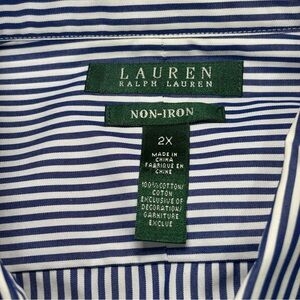 LAUREN
RALPH LAUREN
NON-IRON
2X
MADE IN
CHINA
FABRIQUÉ EN
CHINE
100% COTTON/
COTON
EXCLUSIVE OF
DECORATION/
GARNITURE
EXCLUE